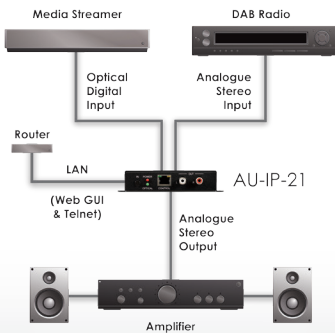 Media Streamer
DAB Radio
Optical
Digital
Input
Analogue
Stereo
Input
Router
LAN
(Web GUI
& Telnet)
AU-IP-21
Analogue
Stereo
Output
Amplifier